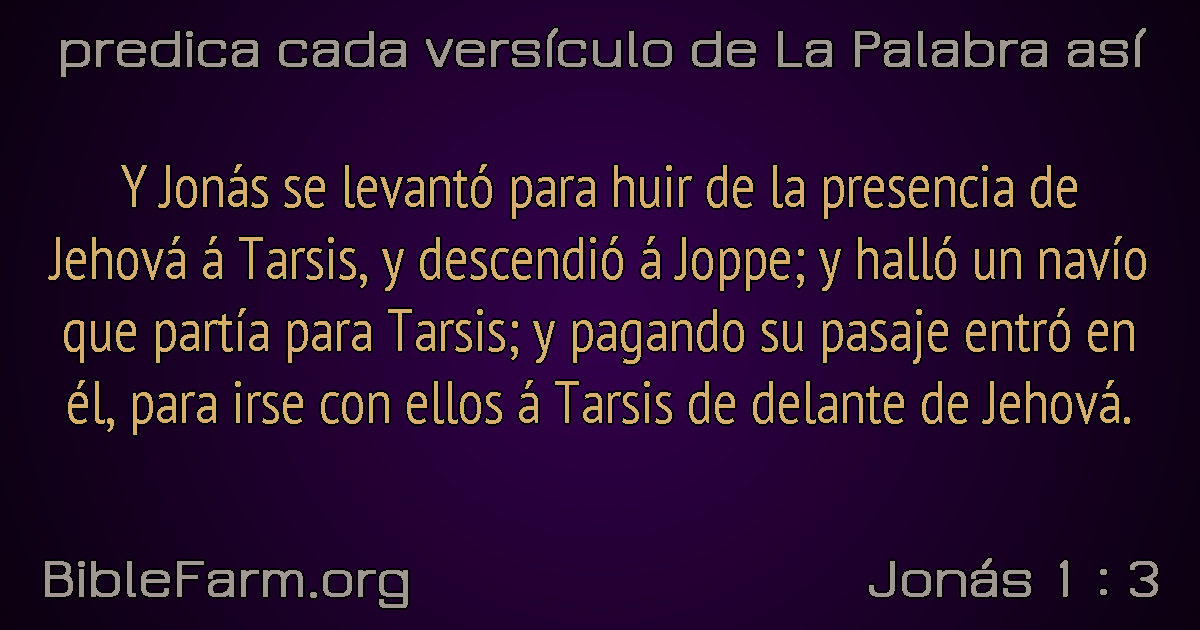 predica cada versículo de La Palabra así
Y Jonás se levantó para huir de la presencia de
Jehová á Tarsis, y descendió á Joppe; y halló un navío
que partía para Tarsis; y pagando su pasaje entró en
él, para irse con ellos á Tarsis de delante de Jehová.
BibleFarm.org
Jonás 1 : 3